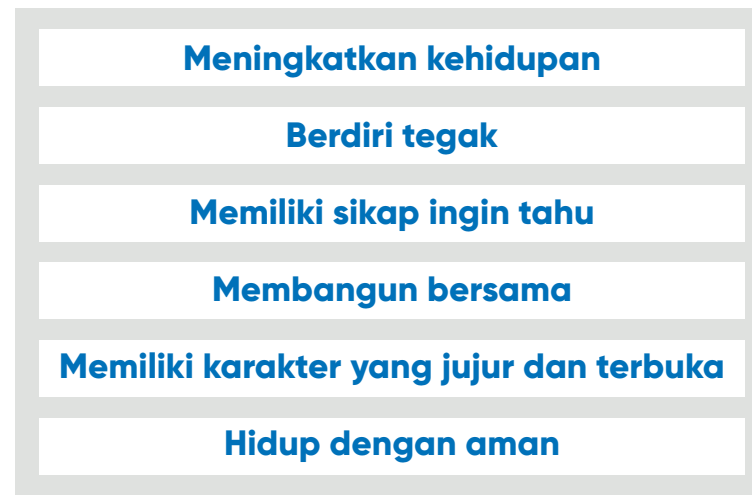 Meningkatkan kehidupan
Berdiri tegak
Memiliki sikap ingin tahu
Membangun bersama
Memiliki karakter yang jujur dan terbuka
Hidup dengan aman